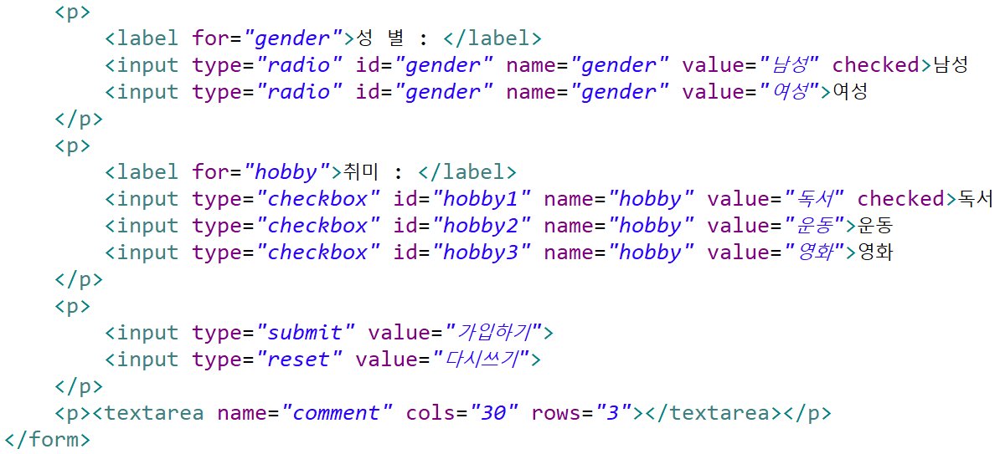 <p>
<label for="gender">성 별 : </label>
<input type="radio" id="gender" name="gender" value="남성" checked>남성
<input type="radio" id="gender" name="gender" value="여성">여성
</p>
<p>
<label for="hobby">취미 : </label>
<input type="checkbox" id="hobby1" name="hobby" value="독서" checked>독서
<input type="checkbox" id="hobby2" name="hobby" value="운동">운동
<input type="checkbox" id="hobby3" name="hobby" value="영화">영화
</p>
<p>
<input type="submit" value="가입하기">
<input type="reset" value="다시쓰기">
</p>
<p><textarea name="comment" cols="30" rows="3"></textarea></p>
</form>